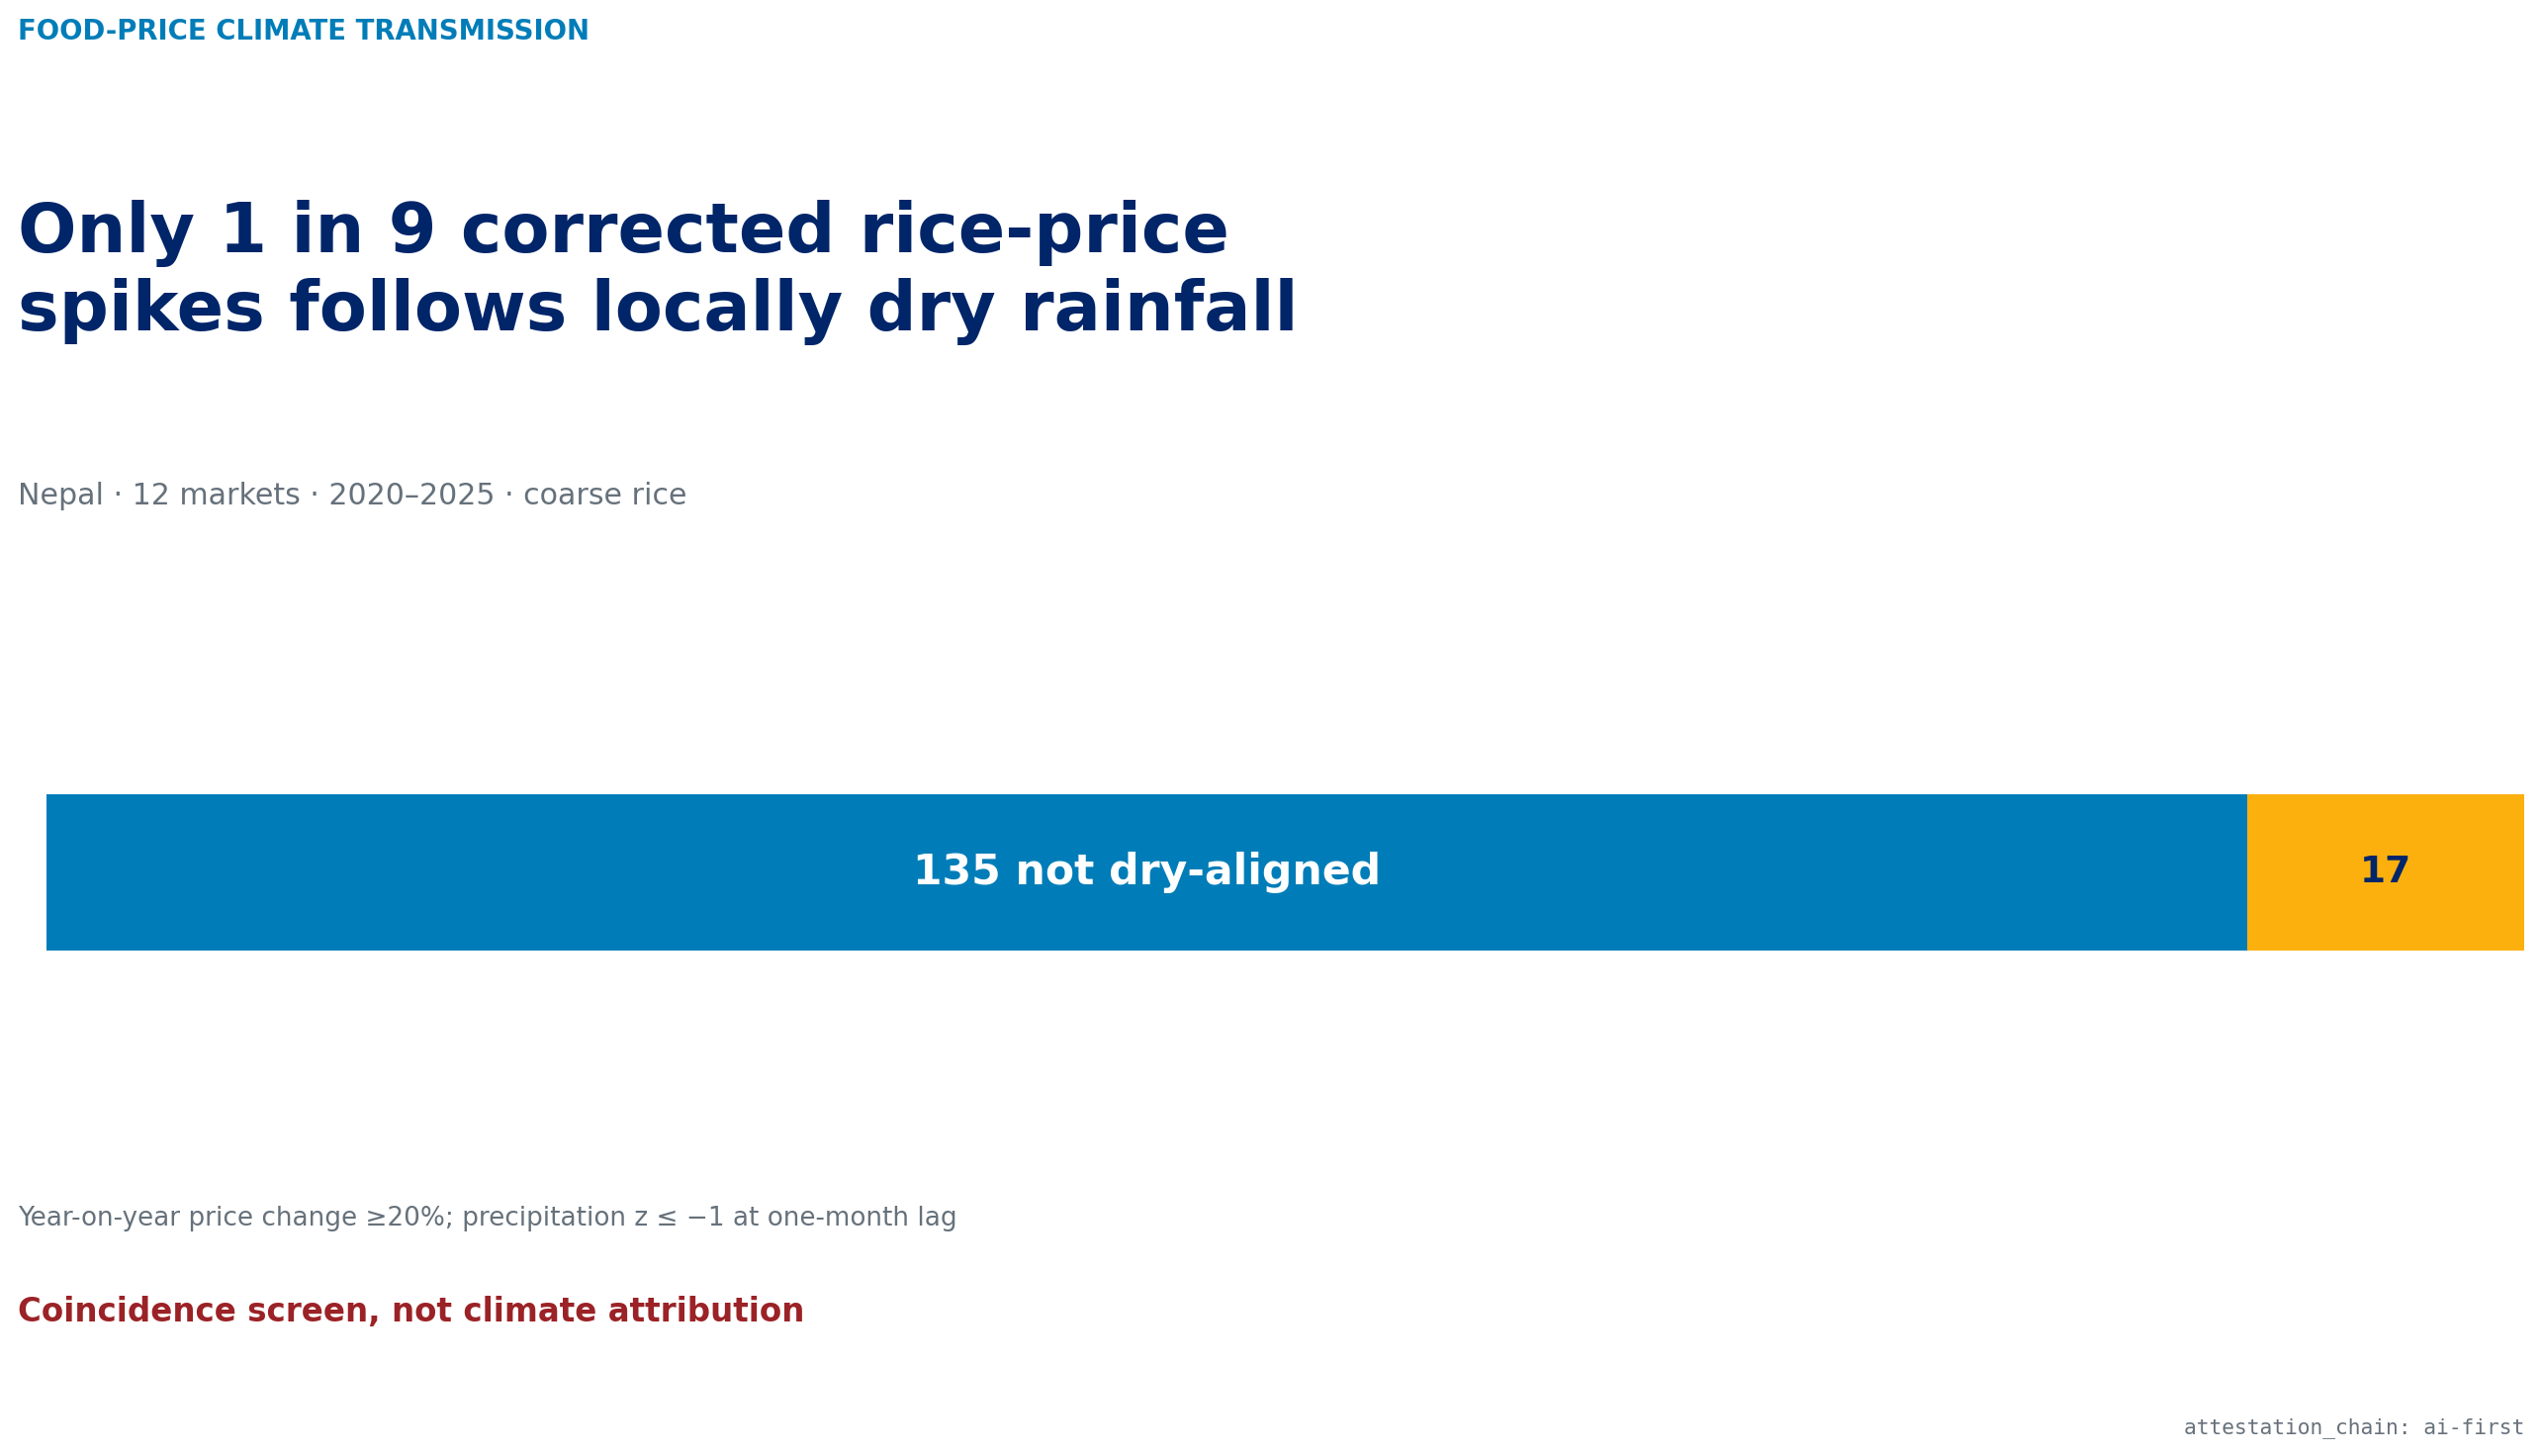 FOOD-PRICE CLIMATE TRANSMISSION
Only 1 in 9 corrected rice-price
spikes follows locally dry rainfall
Nepal · 12 markets · 2020–2025 · coarse rice
135 not dry-aligned
17
Year-on-year price change ≥20%; precipitation z ≤ −1 at one-month lag
Coincidence screen, not climate attribution
attestation_chain: ai-first